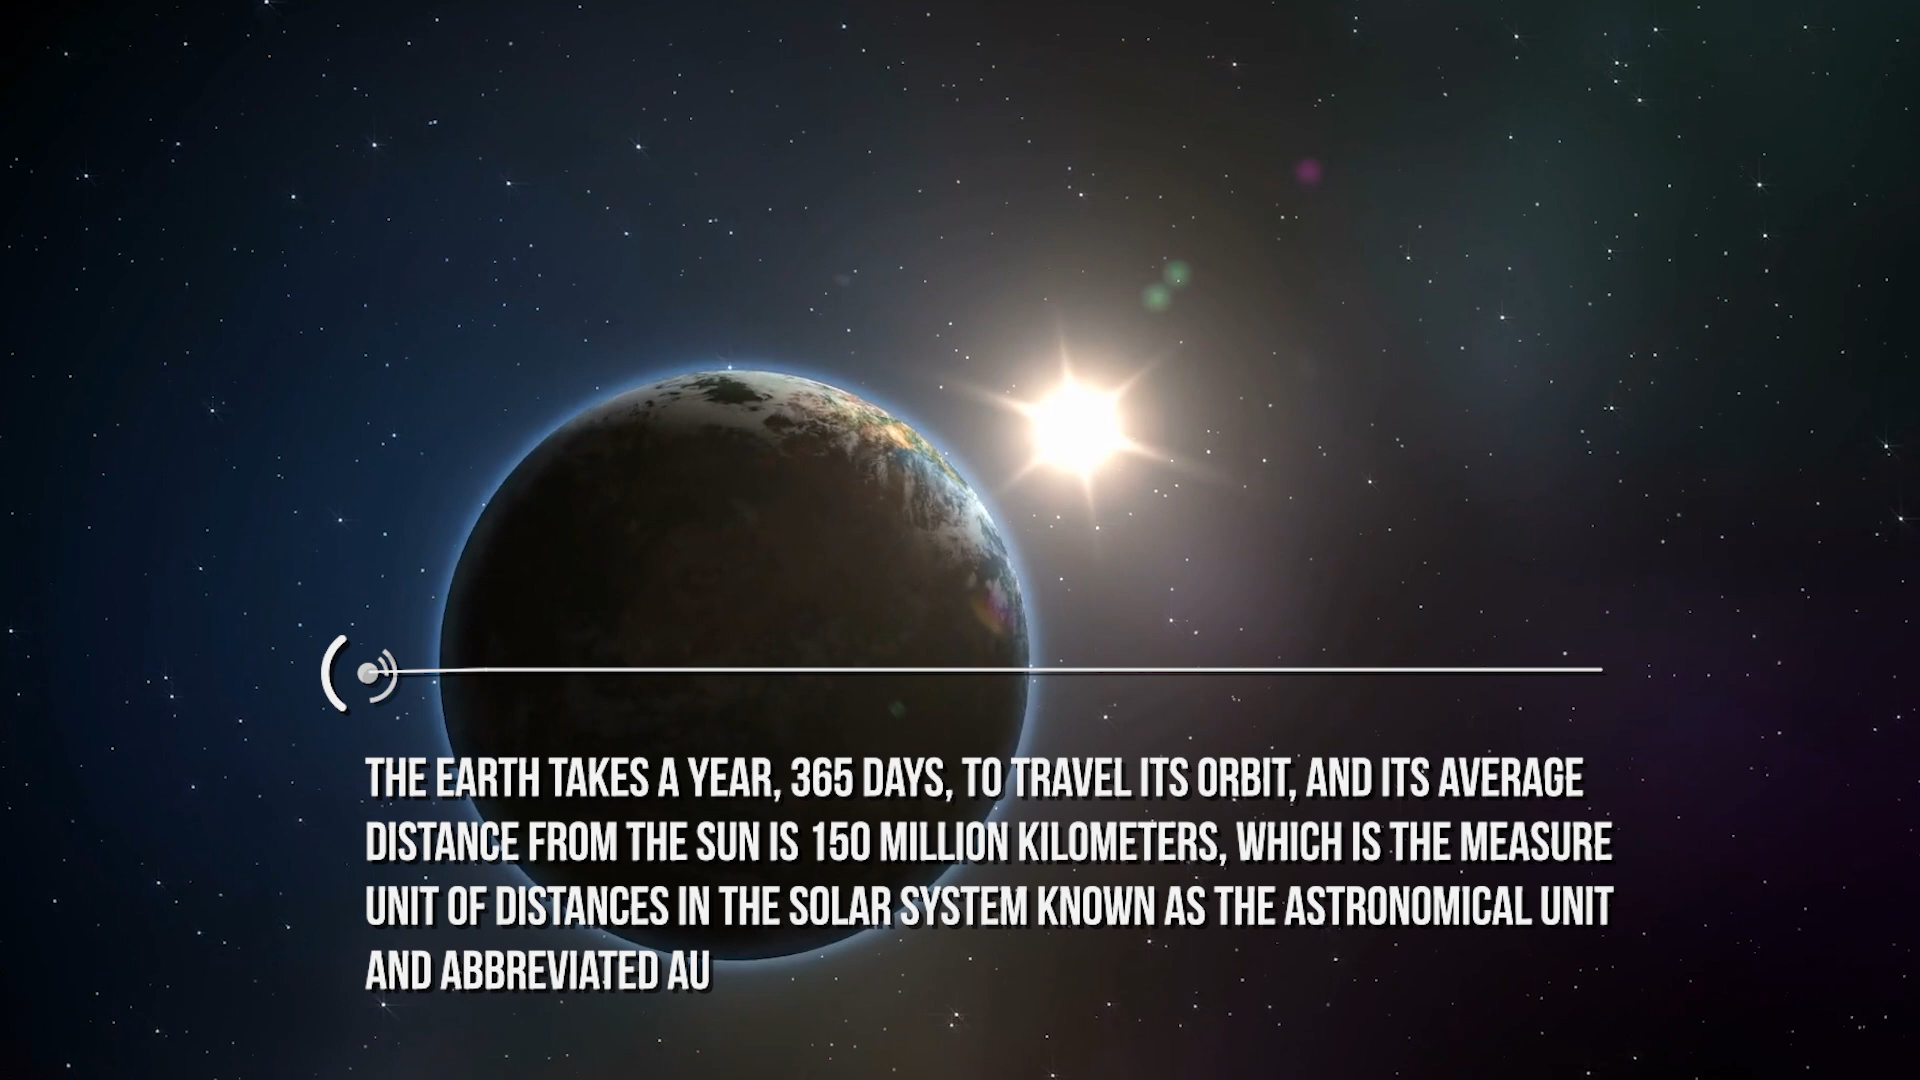 THE EARTH TAKES A YEAR, 365 DAYS, TO TRAVEL ITS ORBIT, AND ITS AVERAGE
DISTANCE FROM THE SUN IS 150 MILLION KILOMETERS, WHICH IS THE MEASURE
UNIT OF DISTANCES IN THE SOLAR SYSTEM KNOWN AS THE ASTRONOMICAL UNIT
AND ABBREVIATED AU